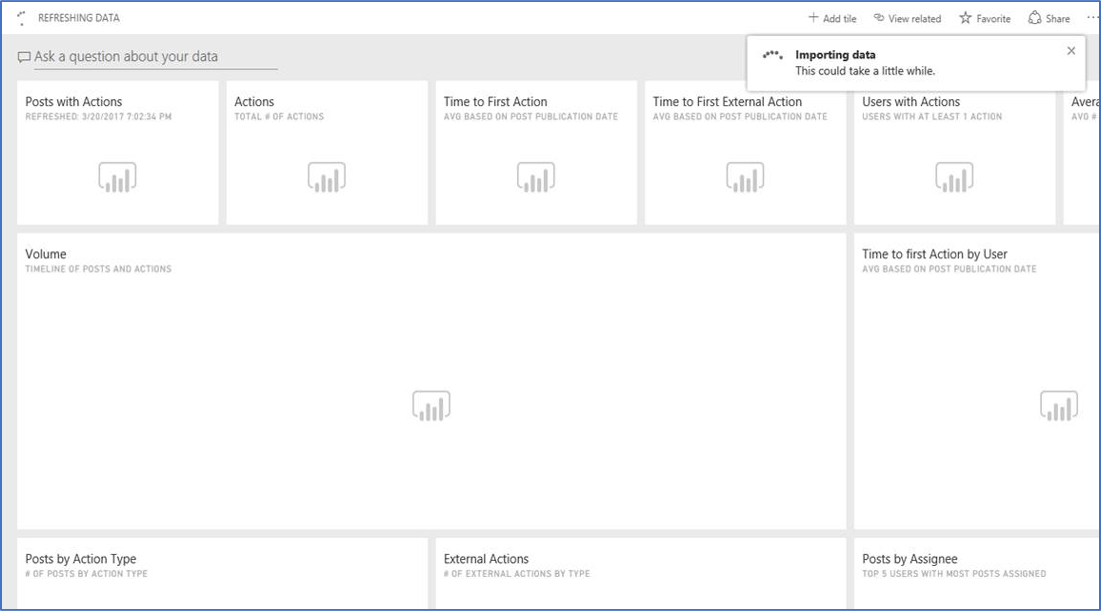 REFRESHING DATA
Add tile
View related
Favorite
Share
Ask a question about your data
Importing data
This could take a little while.
Posts with Actions
REFRESHED: 3/20/2017 7:02:34 PM
Actions
TOTAL # OF ACTIONS
Time to First Action
AVG BASED ON POST PUBLICATION DATE
Time to First External Action
AVG BASED ON POST PUBLICATION DATE
Users with Actions
USERS WITH AT LEAST 1 ACTION
Avera
AVG #
Volume
TIMELINE OF POSTS AND ACTIONS
Time to first Action by User
AVG BASED ON POST PUBLICATION DATE
Posts by Action Type
# OF POSTS BY ACTION TYPE
External Actions
# OF EXTERNAL ACTIONS BY TYPE
Posts by Assignee
TOP 5 USERS WITH MOST POSTS ASSIGNED